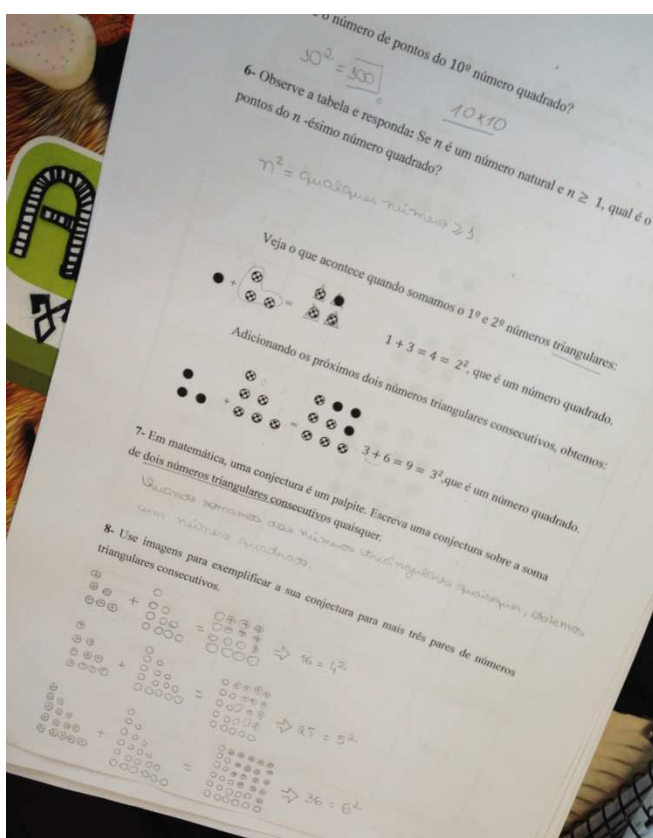 o número de pontos do 10º número quadrado?
10² = 100
10x10
6- Observe a tabela e responda: Se n é um número natural e n ≥ 1, qual é o
pontos do n -ésimo número quadrado?
n² = qualquer número ≥ 1.
Veja o que acontece quando somamos o 1º e 2º números triangulares:
+ =
1 + 3 = 4 = 2², que é um número quadrado.
Adicionando os próximos dois números triangulares consecutivos, obtemos:
+ =
3 + 6 = 9 = 3²,que é um número quadrado.
7- Em matemática, uma conjectura é um palpite. Escreva uma conjectura sobre a soma
de dois números triangulares consecutivos quaisquer.
Quando somamos dois números triangulares quaisquer, obtemos
um número quadrado.
8- Use imagens para exemplificar a sua conjectura para mais três pares de números
triangulares consecutivos.
+ = ⇒ 16 = 4²
+ = ⇒ 25 = 5²
+ = ⇒ 36 = 6²
A